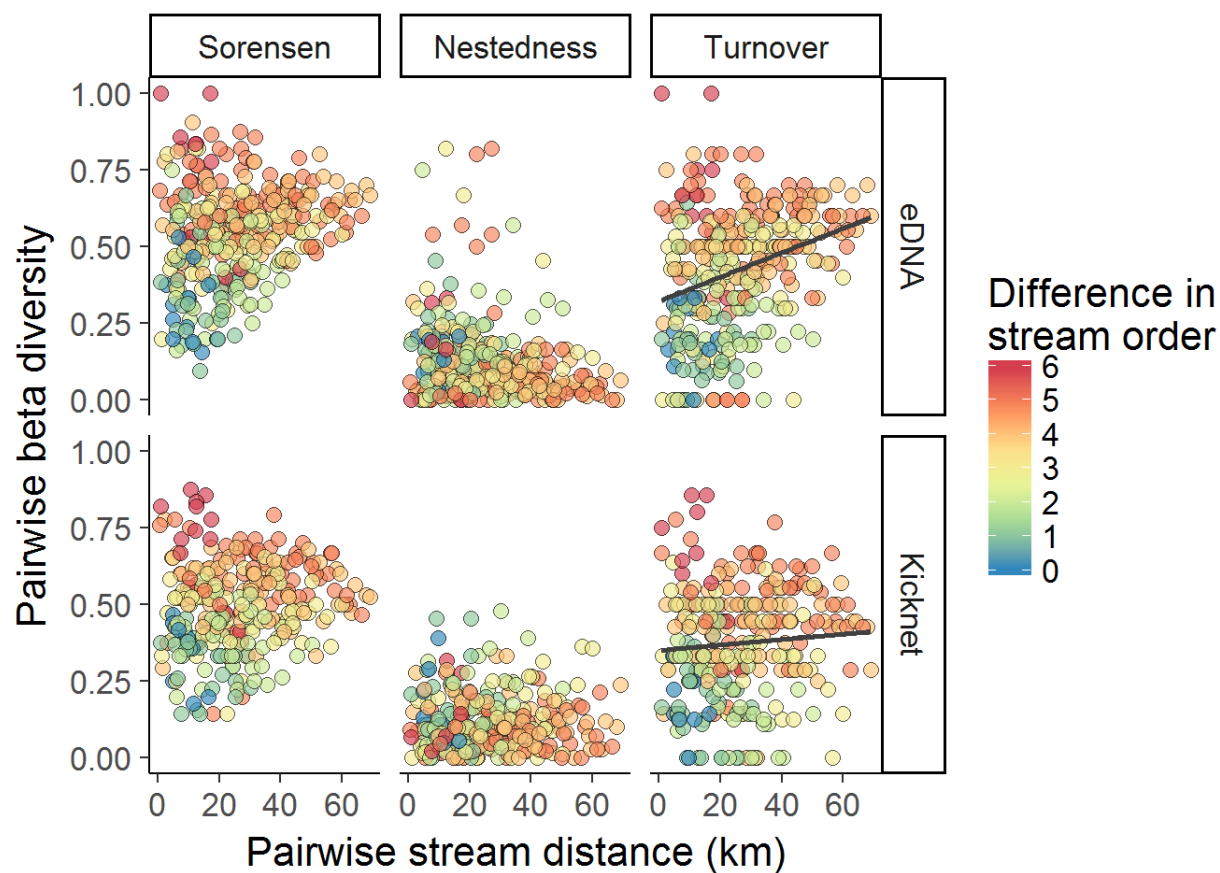 Sorensen
Nestedness
Turnover
1.00
0.75
0.50
0.25
0.00
eDNA
1.00
0.75
0.50
0.25
0.00
Kicknet
Pairwise beta diversity
0 20 40 60
0 20 40 60
0 20 40 60
Pairwise stream distance (km)
Difference in
stream order
6
5
4
3
2
1
0